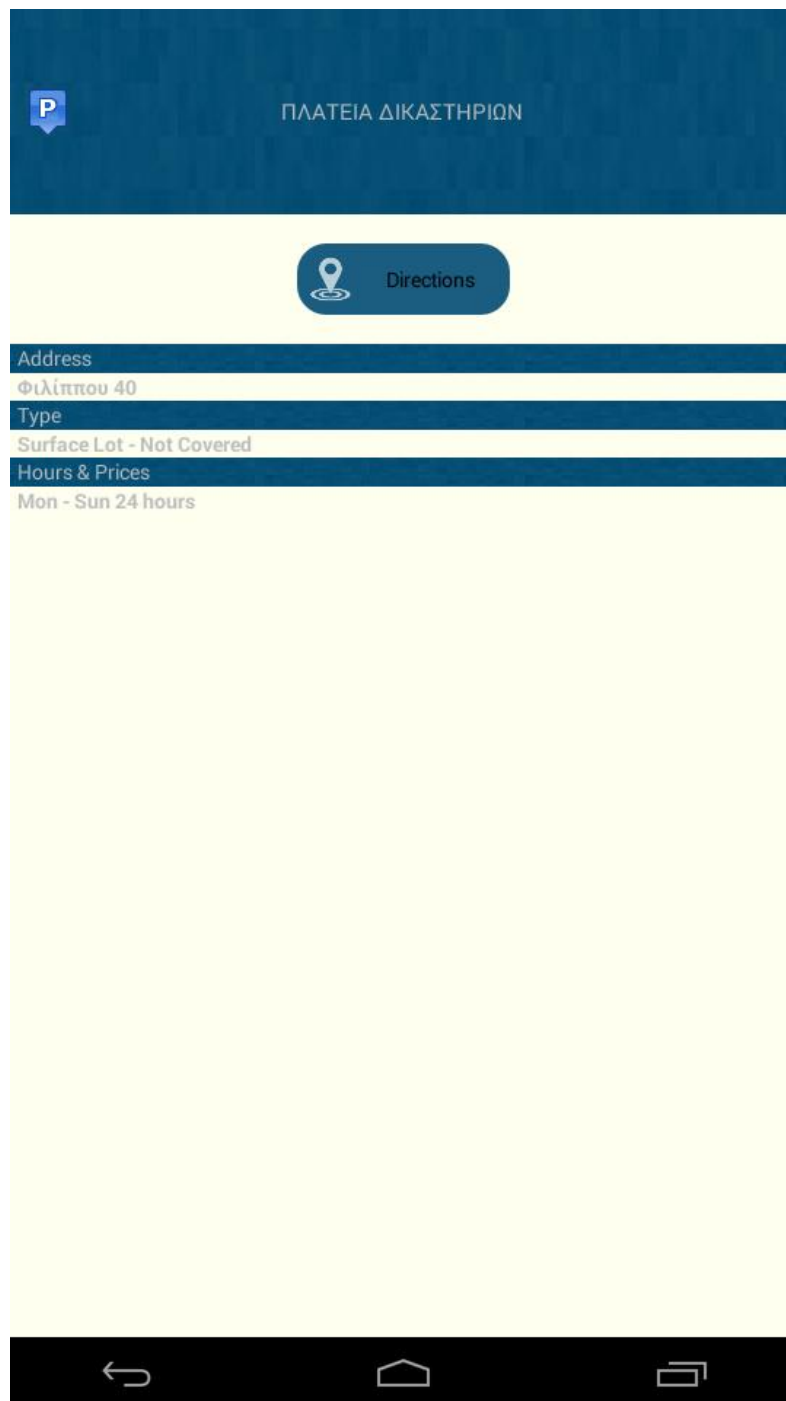 P
ΠΛΑΤΕΙΑ ΔΙΚΑΣΤΗΡΙΩΝ
Directions
Address
Φιλίππου 40
Type
Surface Lot - Not Covered
Hours & Prices
Mon - Sun 24 hours